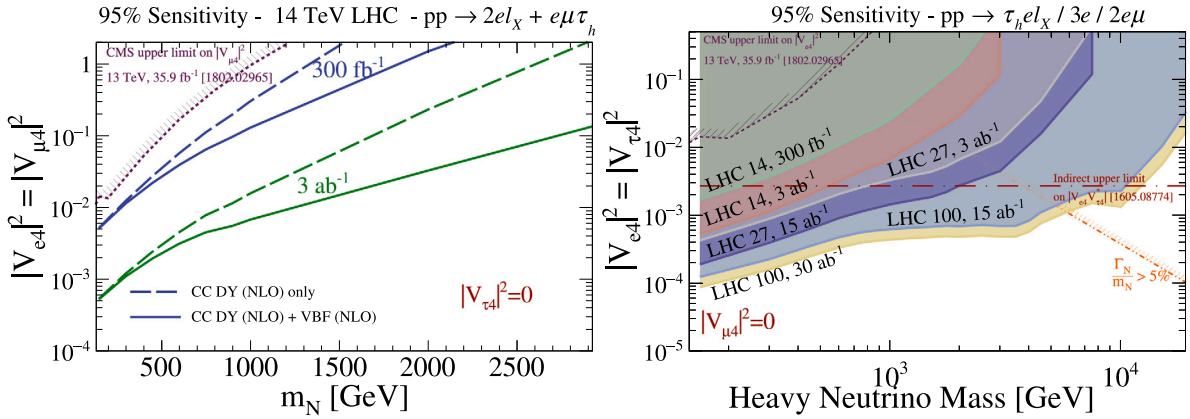 95% Sensitivity - 14 TeV LHC - pp → 2eℓ_X + eμτ_h
CMS upper limit on |V_μ4|^2
13 TeV, 35.9 fb^-1 [1802.02965]
300 fb^-1
3 ab^-1
CC DY (NLO) only
CC DY (NLO) + VBF (NLO)
|V_τ4|^2=0
|V_e4|^2 = |V_μ4|^2
1
10^-1
10^-2
10^-3
10^-4
500 1000 1500 2000 2500
m_N [GeV]
95% Sensitivity - pp → τ_h eℓ_X / 3e / 2eμ
CMS upper limit on |V_e4|^2
13 TeV, 35.9 fb^-1 [1802.02965]
LHC 14, 300 fb^-1
LHC 14, 3 ab^-1
LHC 27, 3 ab^-1
LHC 27, 15 ab^-1
LHC 100, 15 ab^-1
LHC 100, 30 ab^-1
Indirect upper limit
on |V_e4 V*_τ4| [1605.08774]
Γ_N/m_N > 5%
|V_μ4|^2=0
|V_e4|^2 = |V_τ4|^2
10^-1
10^-2
10^-3
10^-4
10^-5
10^3 10^4
Heavy Neutrino Mass [GeV]